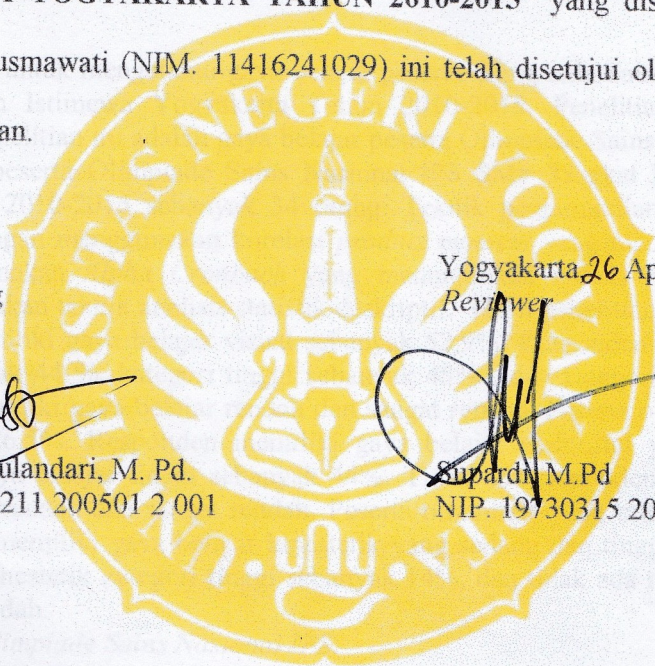 YOGYAKARTA TAHUN 2010-2013" yang dis
usmawati (NIM. 11416241029) ini telah disetujui ol
an.
Yogyakarta, 26 Ap
Reviewer
ulandari, M. Pd.
Supardi, M.Pd
211 200501 2 001
NIP. 19730315 20
UNIVERSITAS NEGERI YOGYAKARTA
uny